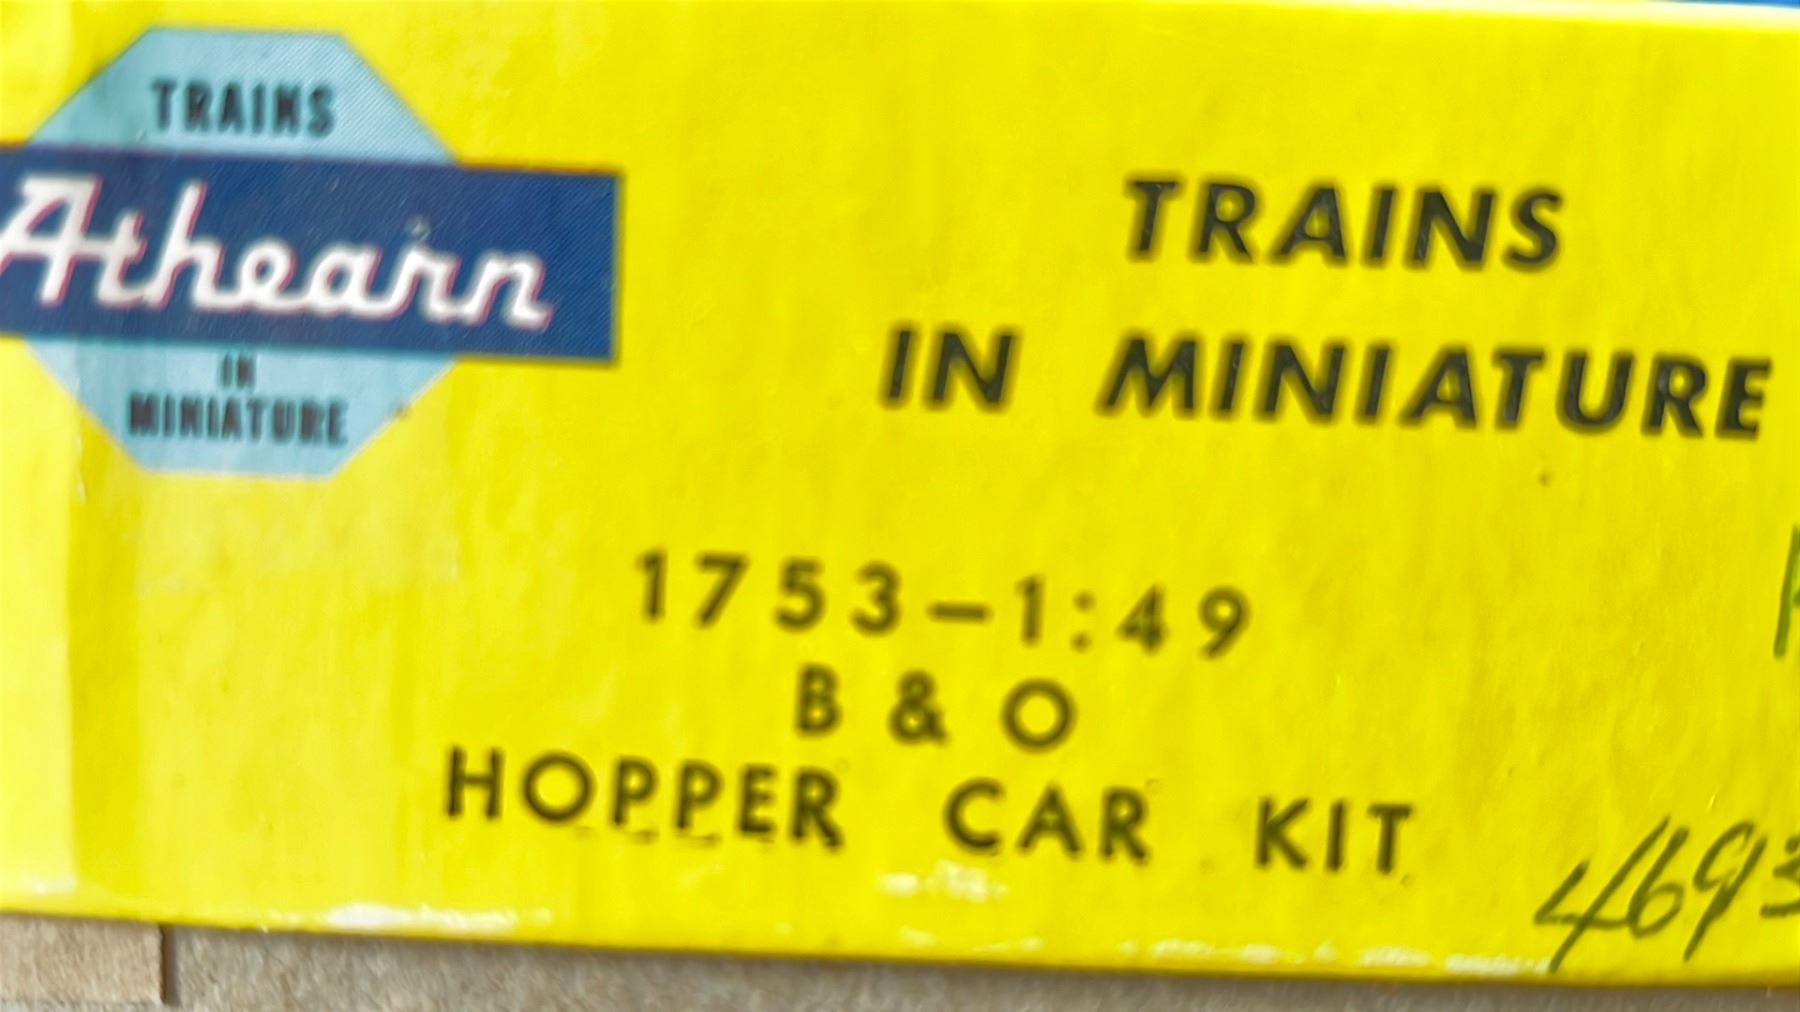 TRAINS
Athearn
IN
MINIATURE
TRAINS
IN MINIATURE
1753-1:49
B & O
HOPPER CAR KIT